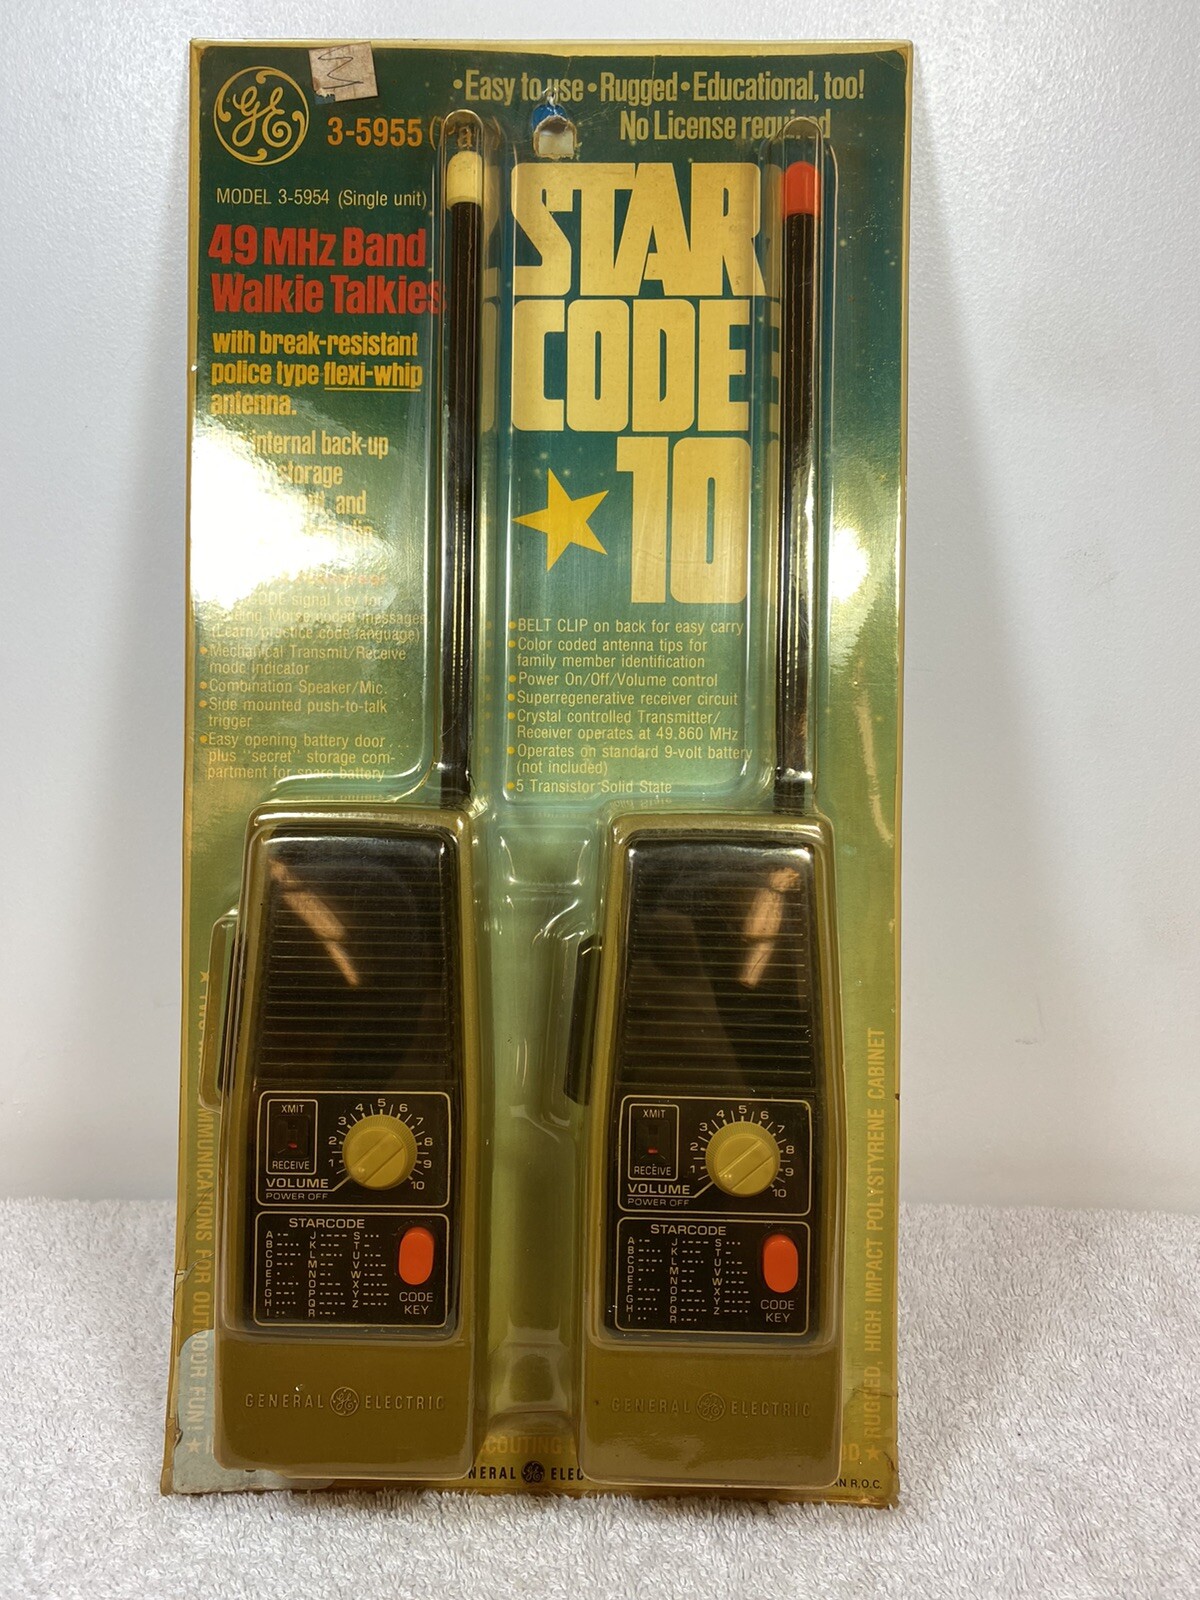 GE
3-5955
MODEL 3-5954 (Single unit)
• Easy to use • Rugged • Educational, too!
No License required
49 MHz Band
Walkie Talkies
with break-resistant
police type flexi-whip
antenna.
internal back-up
storage
and
STAR
CODE
10
signal key for
Morse coded messages
(Learn/practice code language)
• Mechanical Transmit/Receive
mode Indicator
• Combination Speaker/Mic.
• Side mounted push-to-talk
trigger
• Easy opening battery door...
plus "secret" storage com-
partment for spare battery
• BELT CLIP on back for easy carry
• Color coded antenna tips for
family member identification
• Power On/Off/Volume control
• Superregenerative receiver circuit
• Crystal controlled Transmitter/
Receiver operates at 49.860 MHz
• Operates on standard 9-volt battery
(not included)
• 5 Transistor Solid State
XMIT
RECEIVE
1 2 3 4 5 6 7 8 9 10
VOLUME
POWER OFF
STARCODE
A •– J •––– S •••
B –••• K –•– T –
C –•–• L •–•• U ••–
D –•• M –– V •••–
E • N –• W •––
F ••–• O ––– X –••–
G ––• P •––• Y –•––
H •••• Q ––•– Z ––••
I •• R •–•
CODE
KEY
GENERAL GE ELECTRIC
XMIT
RECEIVE
1 2 3 4 5 6 7 8 9 10
VOLUME
POWER OFF
STARCODE
A •– J •––– S •••
B –••• K –•– T –
C –•–• L •–•• U ••–
D –•• M –– V •••–
E • N –• W •––
F ••–• O ––– X –••–
G ––• P •––• Y –•––
H •••• Q ––•– Z ––••
I •• R •–•
CODE
KEY
GENERAL GE ELECTRIC
MMUNICATIONS FOR OUTDOOR FUN! ★
★ RUGGED, HIGH IMPACT POLYSTYRENE CABINET
COUTING
NERAL GE ELEC
AN R.O.C.